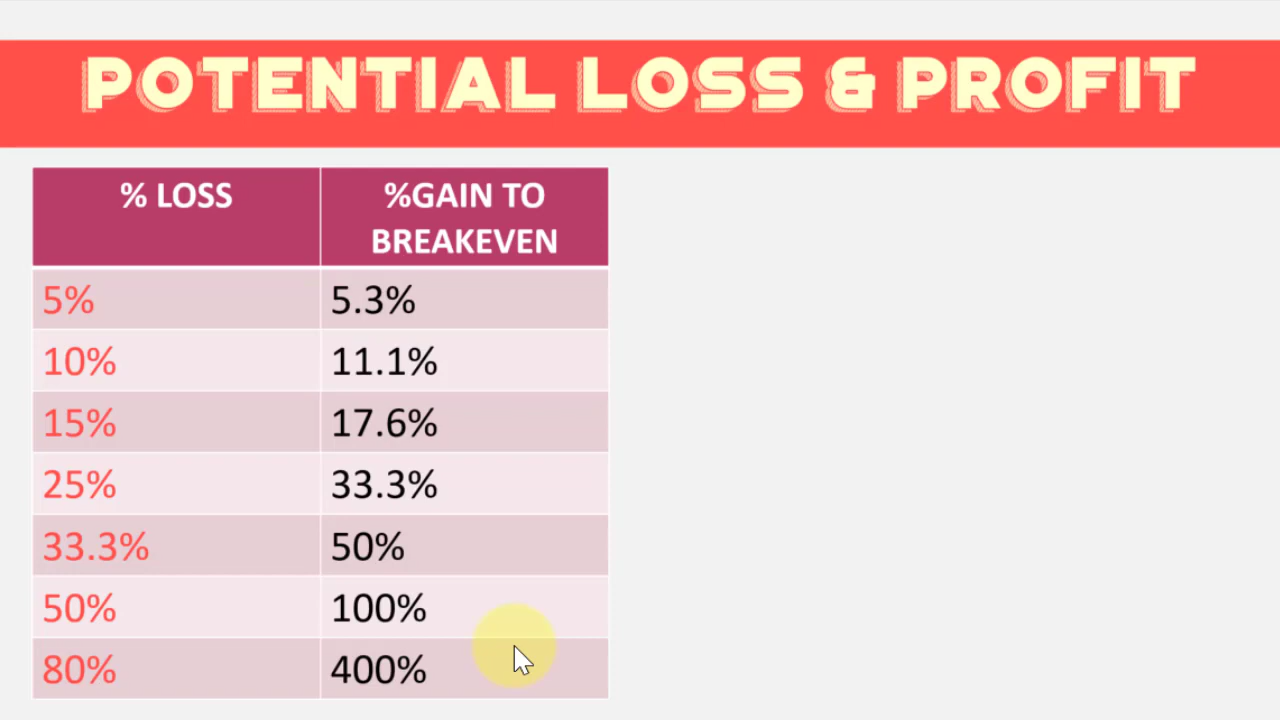 POTENTIAL LOSS & PROFIT
% LOSS
%GAIN TO
BREAKEVEN
5% 5.3%
10% 11.1%
15% 17.6%
25% 33.3%
33.3% 50%
50% 100%
80% 400%